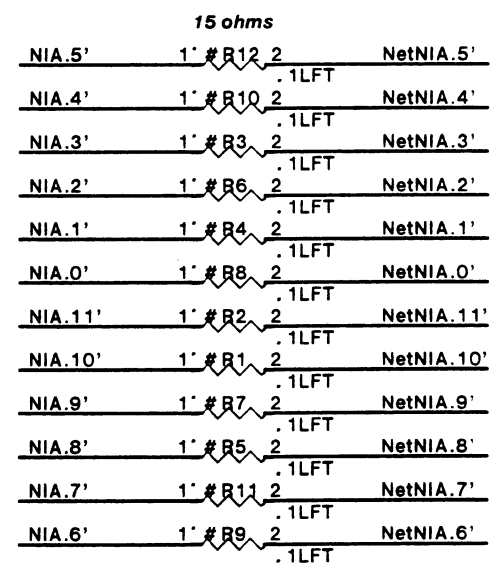 15 ohms
NIA.5' 1' #R12 2 NetNIA.5'
.1LFT
NIA.4' 1' #R10 2 NetNIA.4'
.1LFT
NIA.3' 1' #R3 2 NetNIA.3'
.1LFT
NIA.2' 1' #R6 2 NetNIA.2'
.1LFT
NIA.1' 1' #R4 2 NetNIA.1'
.1LFT
NIA.0' 1' #R8 2 NetNIA.0'
.1LFT
NIA.11' 1' #R2 2 NetNIA.11'
.1LFT
NIA.10' 1' #R1 2 NetNIA.10'
.1LFT
NIA.9' 1' #R7 2 NetNIA.9'
.1LFT
NIA.8' 1' #R5 2 NetNIA.8'
.1LFT
NIA.7' 1' #R11 2 NetNIA.7'
.1LFT
NIA.6' 1' #R9 2 NetNIA.6'
.1LFT